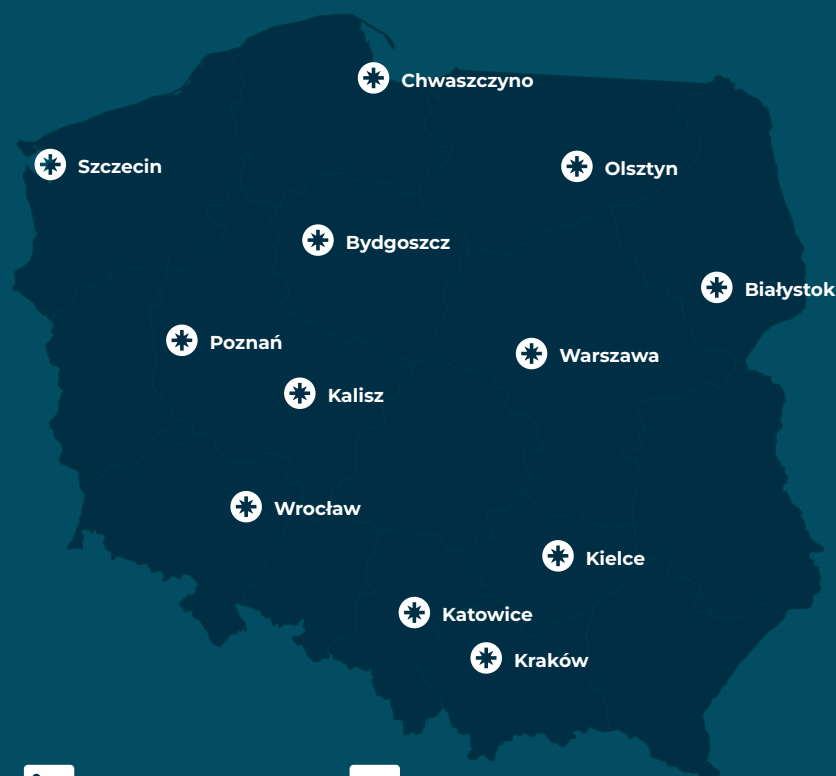 Chwaszczyno
Szczecin
Olsztyn
Bydgoszcz
Białystok
Poznań
Warszawa
Kalisz
Wrocław
Kielce
Katowice
Kraków